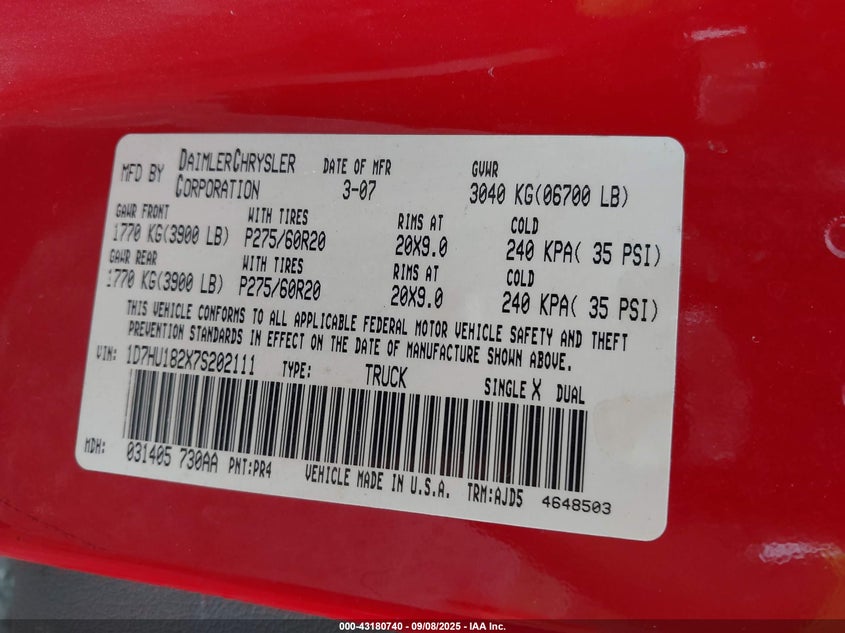 MFD BY DAIMLERCHRYSLER CORPORATION DATE OF MFR 3-07 GVWR 3040 KG(06700 LB)
GAWR FRONT WITH TIRES RIMS AT COLD
1770 KG(3900 LB) P275/60R20 20X9.0 240 KPA( 35 PSI)
GAWR REAR WITH TIRES RIMS AT COLD
1770 KG(3900 LB) P275/60R20 20X9.0 240 KPA( 35 PSI)
THIS VEHICLE CONFORMS TO ALL APPLICABLE FEDERAL MOTOR VEHICLE SAFETY AND THEFT
PREVENTION STANDARDS IN EFFECT ON THE DATE OF MANUFACTURE SHOWN ABOVE.
VIN: 1D7HU182X7S202111 TYPE: TRUCK SINGLE X DUAL
MDH: 031405 730AA PNT:PR4 VEHICLE MADE IN U.S.A. TRM:AJD5 4648503
000-43180740 - 09/08/2025 - IAA Inc.